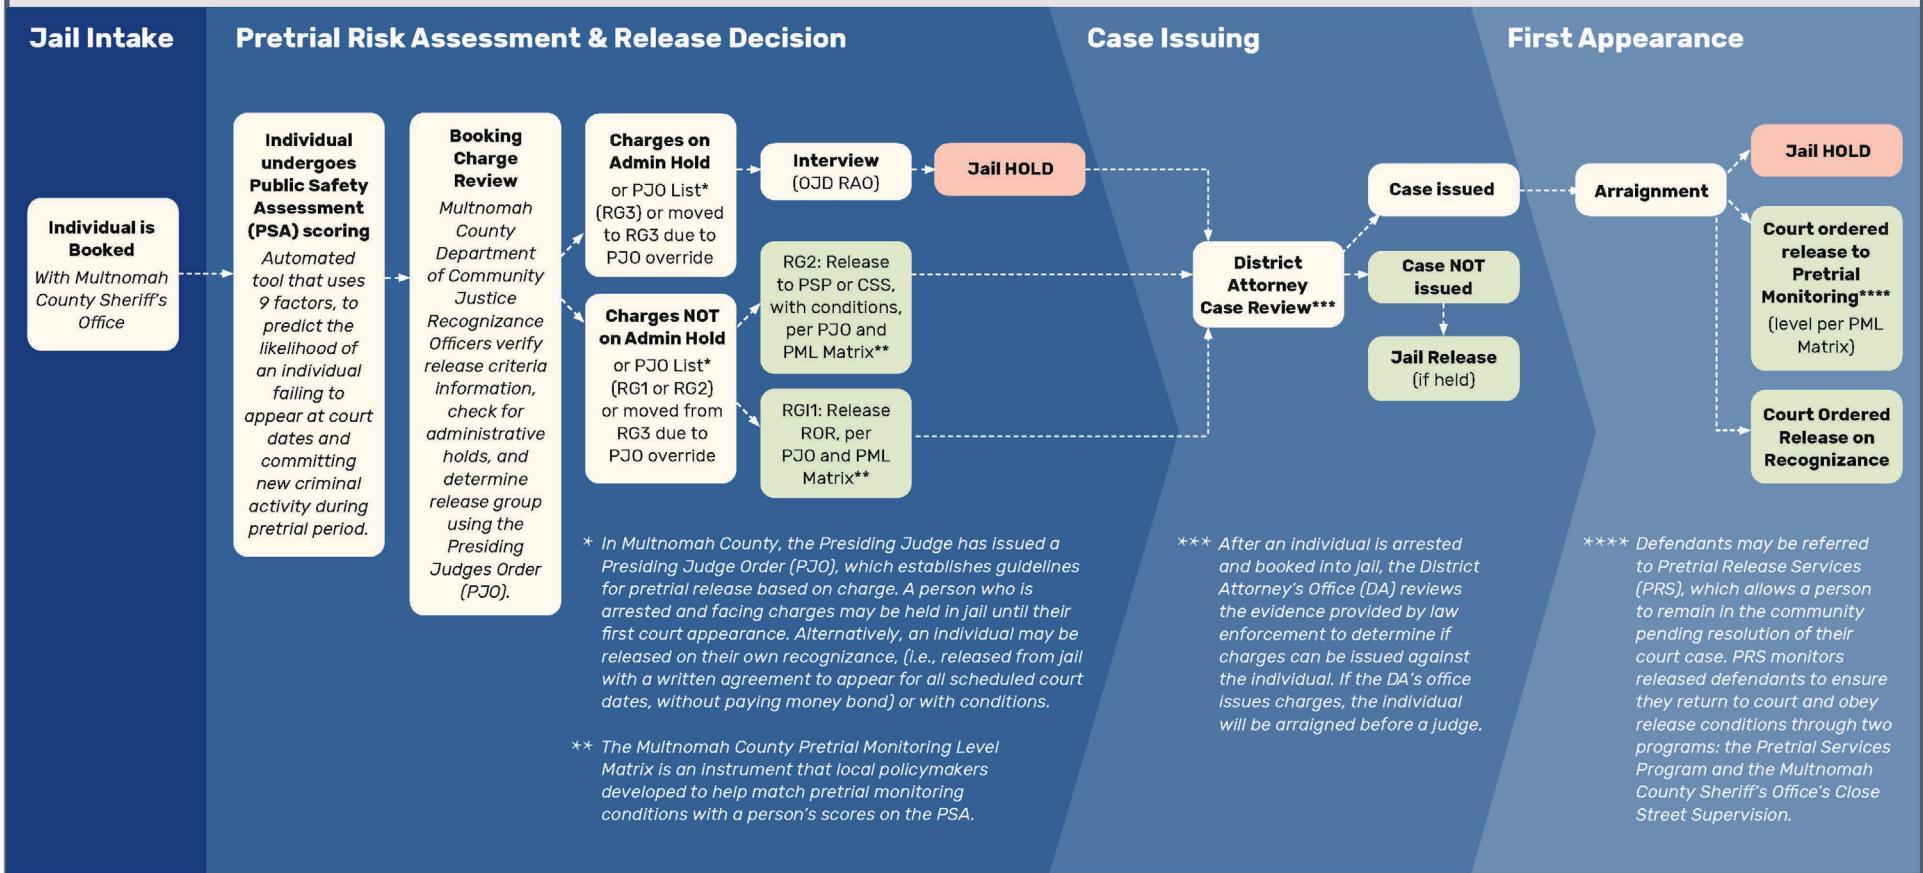 Jail Intake
Pretrial Risk Assessment & Release Decision
Case Issuing
First Appearance
Individual is
Booked
With Multnomah
County Sheriff's
Office
Individual
undergoes
Public Safety
Assessment
(PSA) scoring
Automated
tool that uses
9 factors, to
predict the
likelihood of
an individual
failing to
appear at court
dates and
committing
new criminal
activity during
pretrial period.
Booking
Charge
Review
Multnomah
County
Department
of Community
Justice
Recognizance
Officers verify
release criteria
information,
check for
administrative
holds, and
determine
release group
using the
Presiding
Judges Order
(PJO).
Charges on
Admin Hold
or PJO List*
(RG3) or moved
to RG3 due to
PJO override
Charges NOT
on Admin Hold
or PJO List*
(RG1 or RG2)
or moved from
RG3 due to
PJO override
Interview
(OJD RAO)
Jail HOLD
RG2: Release
to PSP or CSS,
with conditions,
per PJO and
PML Matrix**
RGI1: Release
ROR, per
PJO and PML
Matrix**
District
Attorney
Case Review***
Case issued
Case NOT
issued
Jail Release
(if held)
Arraignment
Jail HOLD
Court ordered
release to
Pretrial
Monitoring****
(level per PML
Matrix)
Court Ordered
Release on
Recognizance
* In Multnomah County, the Presiding Judge has issued a
Presiding Judge Order (PJO), which establishes guidelines
for pretrial release based on charge. A person who is
arrested and facing charges may be held in jail until their
first court appearance. Alternatively, an individual may be
released on their own recognizance, (i.e., released from jail
with a written agreement to appear for all scheduled court
dates, without paying money bond) or with conditions.
** The Multnomah County Pretrial Monitoring Level
Matrix is an instrument that local policymakers
developed to help match pretrial monitoring
conditions with a person's scores on the PSA.
*** After an individual is arrested
and booked into jail, the District
Attorney's Office (DA) reviews
the evidence provided by law
enforcement to determine if
charges can be issued against
the individual. If the DA's office
issues charges, the individual
will be arraigned before a judge.
**** Defendants may be referred
to Pretrial Release Services
(PRS), which allows a person
to remain in the community
pending resolution of their
court case. PRS monitors
released defendants to ensure
they return to court and obey
release conditions through two
programs: the Pretrial Services
Program and the Multnomah
County Sheriff's Office's Close
Street Supervision.